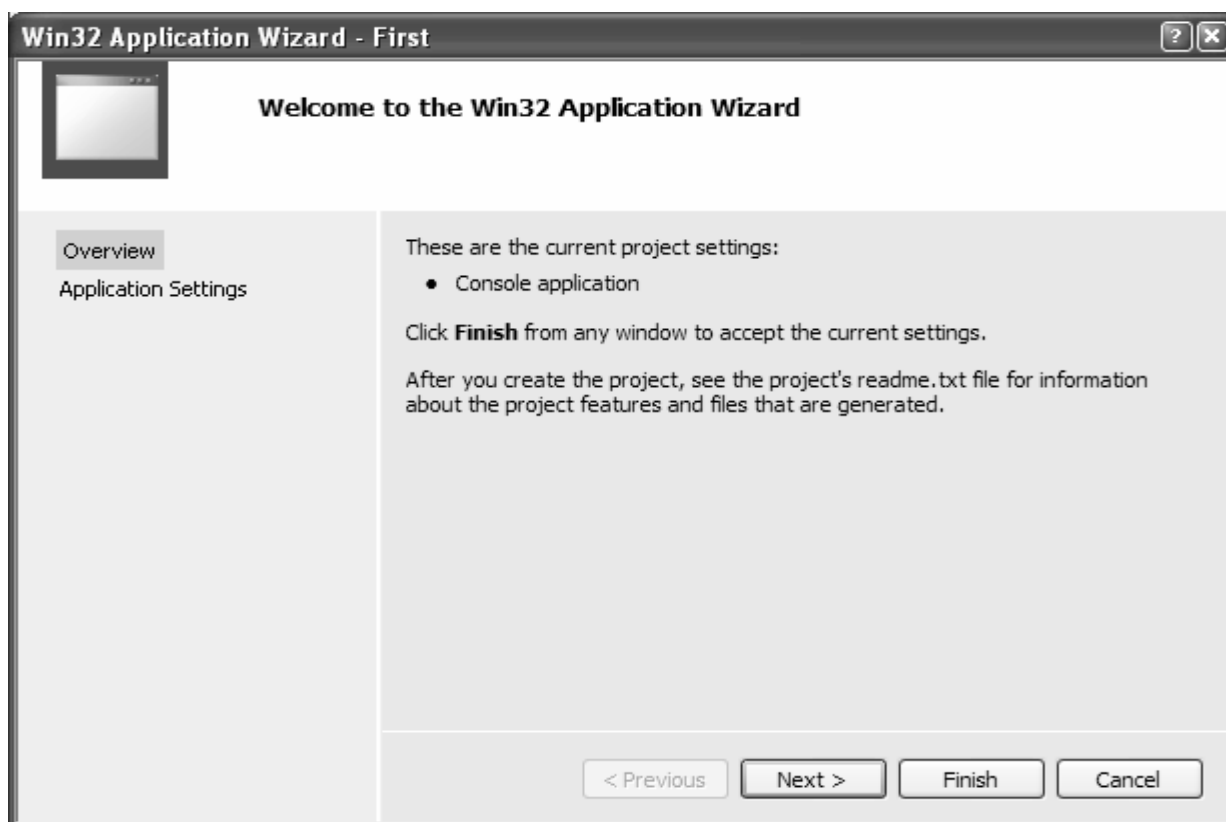 Win32 Application Wizard - First
Welcome to the Win32 Application Wizard
Overview
Application Settings
These are the current project settings:
● Console application
Click Finish from any window to accept the current settings.
After you create the project, see the project's readme.txt file for information
about the project features and files that are generated.
< Previous
Next >
Finish
Cancel